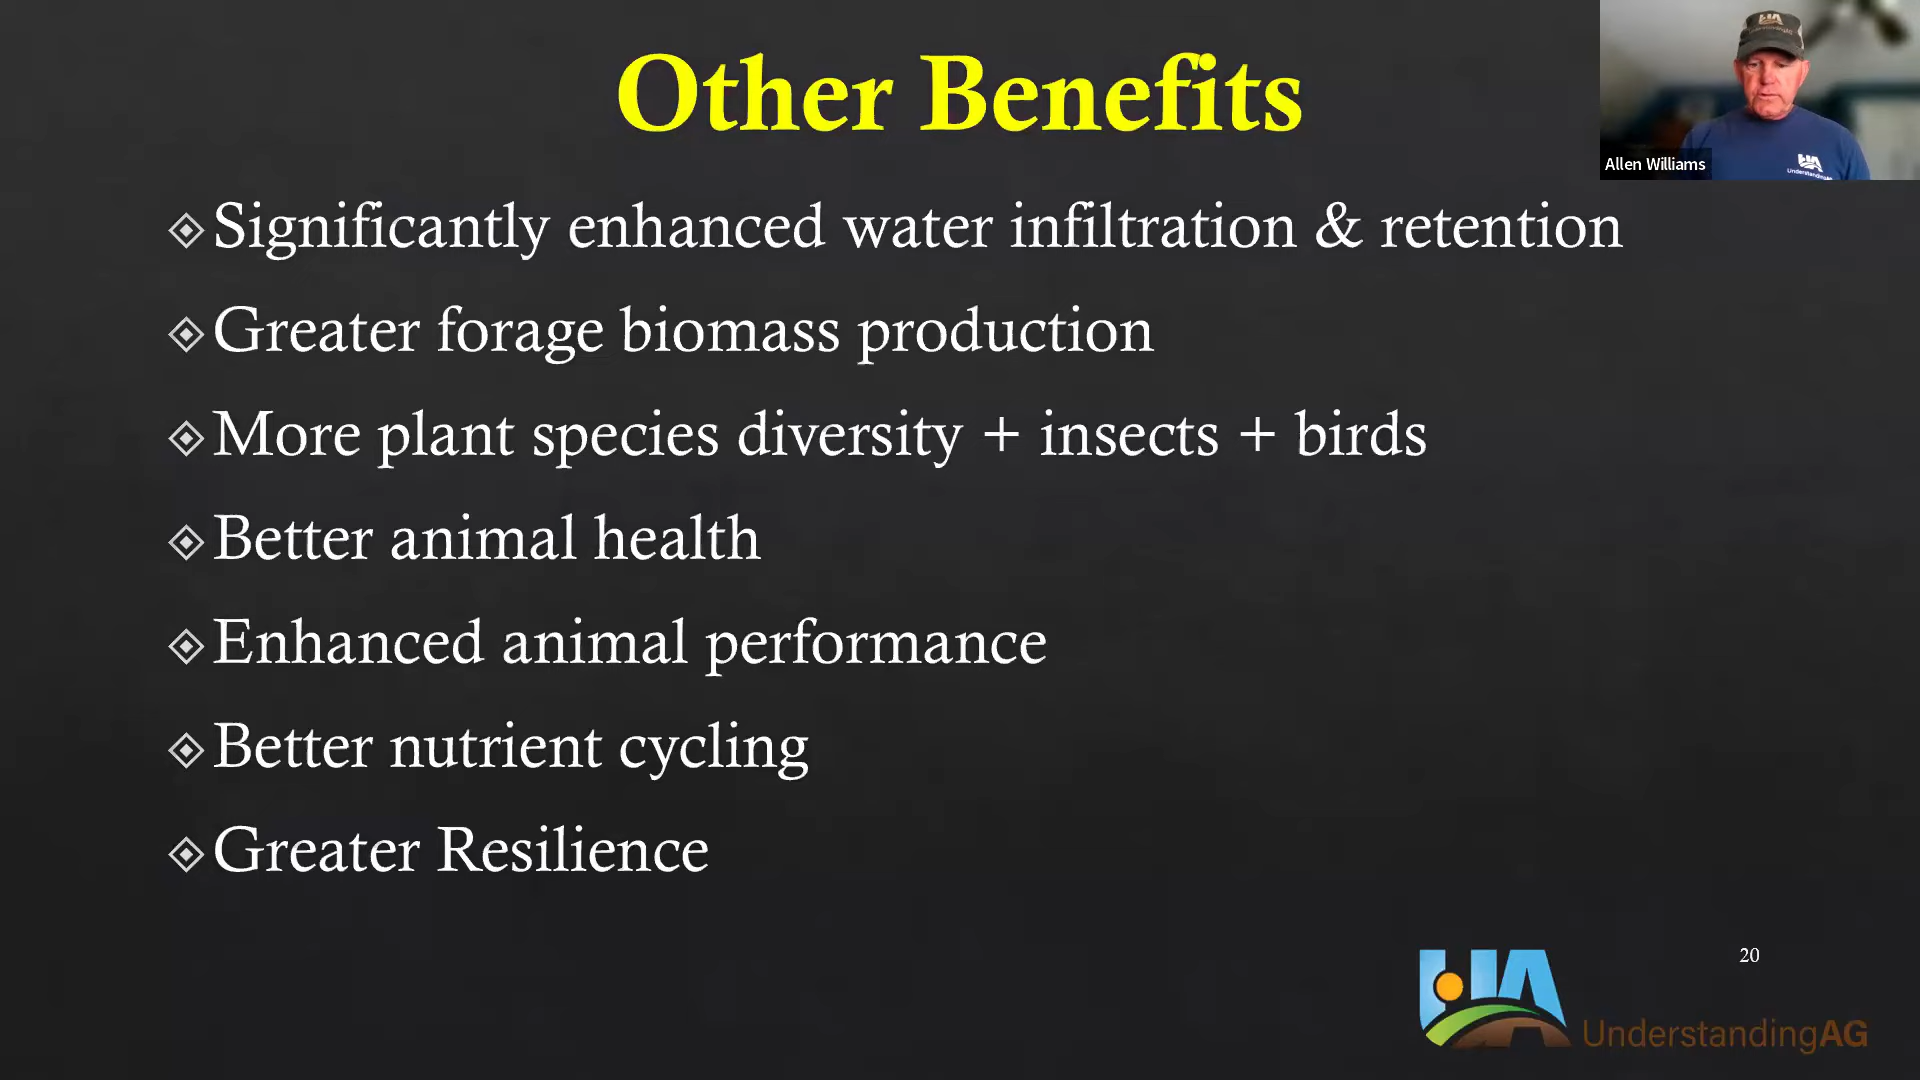 Other Benefits
Allen Williams
Significantly enhanced water infiltration & retention
Greater forage biomass production
More plant species diversity + insects + birds
Better animal health
Enhanced animal performance
Better nutrient cycling
Greater Resilience
20
UA
UnderstandingAG